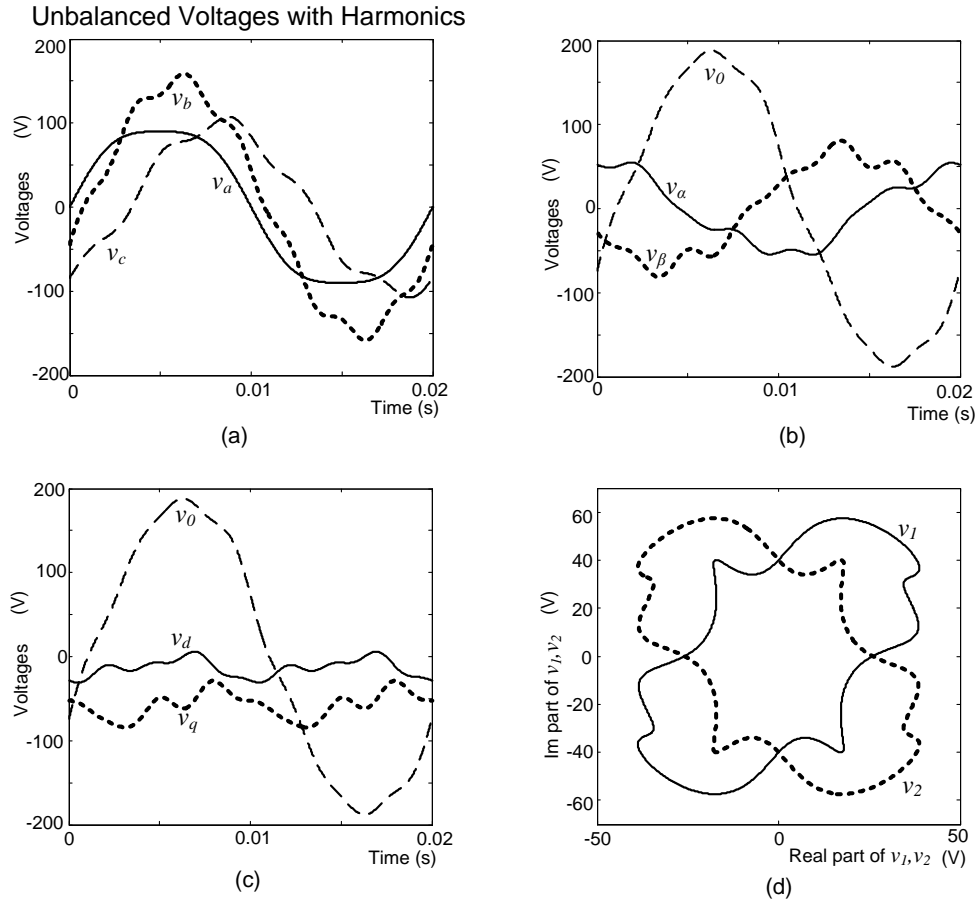 Unbalanced Voltages with Harmonics
200
100
0
-100
-200
Voltages (V)
v_b
v_a
v_c
0
0.01
0.02
Time (s)
(a)
200
100
0
-100
-200
Voltages (V)
v_0
v_α
v_β
0
0.01
0.02
Time (s)
(b)
200
100
0
-100
-200
Voltages (V)
v_0
v_d
v_q
0
0.01
0.02
Time (s)
(c)
60
40
20
0
-20
-40
-60
Im part of v_1,v_2 (V)
v_1
v_2
-50
0
50
Real part of v_1,v_2 (V)
(d)